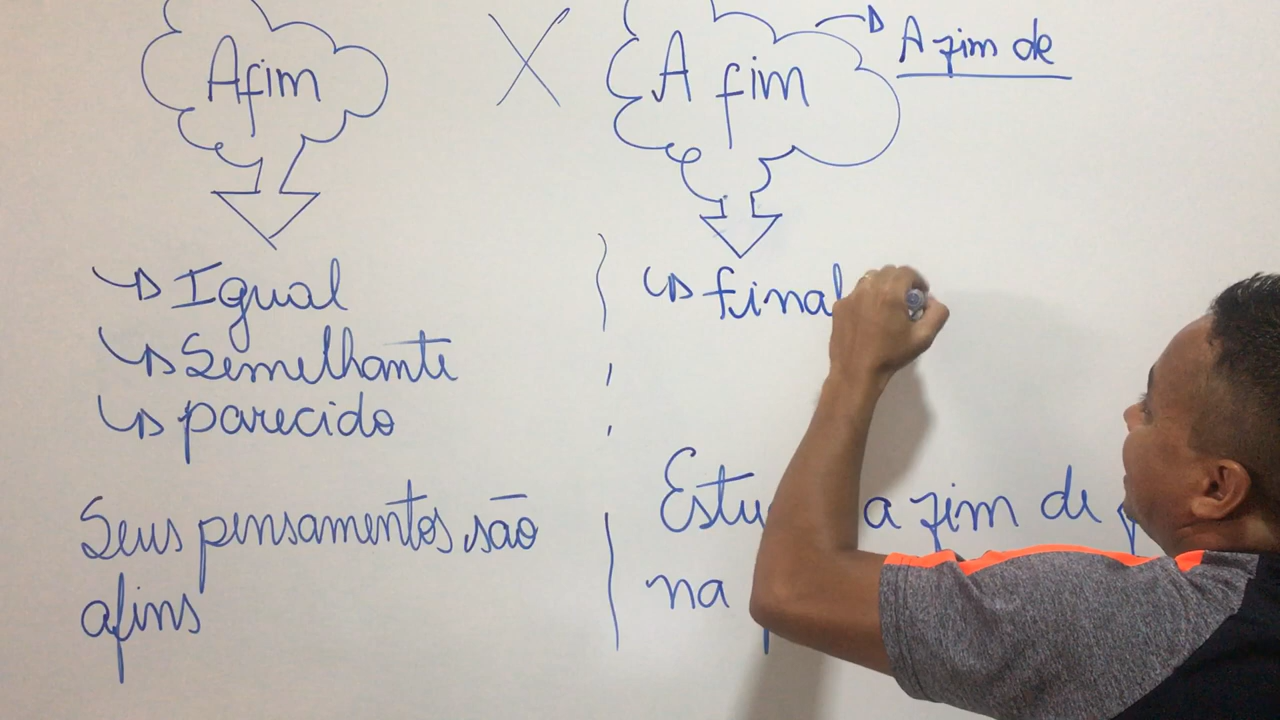 Afim X A fim A fim de
Igual
Semelhante
parecido
Seus pensamentos são
afins
final
a fim de
na